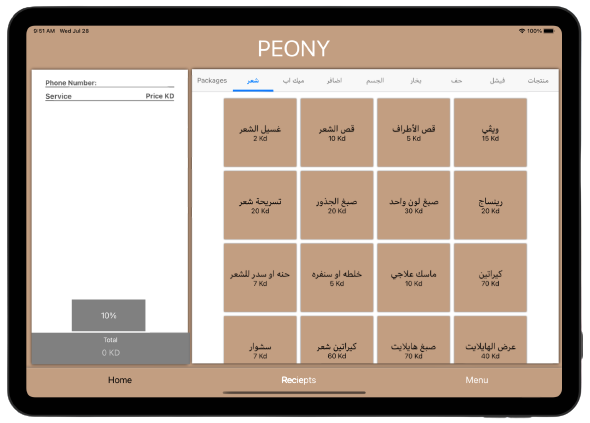 9:51 AM Wed Jul 28
100%
PEONY
Phone Number:
Service Price KD
10%
Total
0 KD
Packages شعر ميك اب اضافر الجسم بخار حف فيشل منتجات
غسيل الشعر
2 Kd
قص الشعر
10 Kd
قص الأطراف
5 Kd
ويفي
15 Kd
تسريحة شعر
20 Kd
صبغ الجذور
20 Kd
صبغ لون واحد
30 Kd
رينساج
20 Kd
حنه او سدر للشعر
7 Kd
خلطه او سنفره
5 Kd
ماسك علاجي
10 Kd
كيراتين
70 Kd
سشوار
7 Kd
كيراتين شعر
60 Kd
صبغ هايلايت
70 Kd
عرض الهايلايت
40 Kd
Home Reciepts Menu